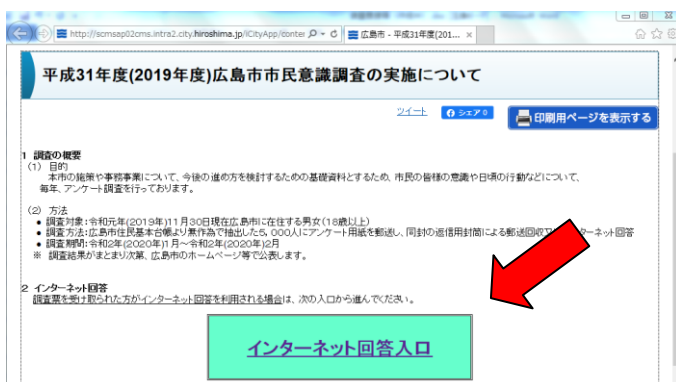 http://scmsap02cms.intra2.city.hiroshima.jp/iCityApp/conter
広島市 - 平成31年度(201...
平成31年度(2019年度)広島市市民意識調査の実施について
ツイート シェア 0 印刷用ページを表示する
1 調査の概要
(1) 目的
本市の施策や事務事業について、今後の進め方を検討するための基礎資料とするため、市民の皆様の意識や日頃の行動などについて、
毎年、アンケート調査を行っております。
(2) 方法
● 調査対象:令和元年(2019年)11月30日現在広島市に在住する男女(18歳以上)
● 調査方法:広島市住民基本台帳より無作為で抽出した5,000人にアンケート用紙を郵送し、同封の返信用封筒による郵送回収又 ーネット回答
● 調査期間:令和2年(2020年)1月～令和2年(2020年)2月
※ 調査結果がまとまり次第、広島市のホームページ等で公表します。
2 インターネット回答
調査票を受け取られた方がインターネット回答を利用される場合は、次の入口から進んでください。
インターネット回答入口